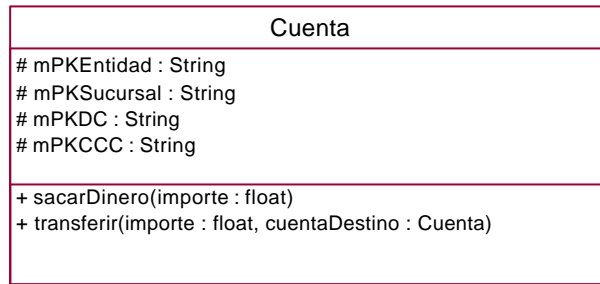 Cuenta
# mPKEntidad : String
# mPKSucursal : String
# mPKDC : String
# mPKCCC : String
+ sacarDinero(importe : float)
+ transferir(importe : float, cuentaDestino : Cuenta)